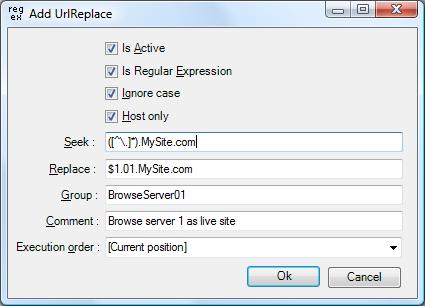 reg ex Add UrlReplace
Is Active
Is Regular Expression
Ignore case
Host only
Seek : ([^\.]*).MySite.com
Replace : $1.01.MySite.com
Group : BrowseServer01
Comment : Browse server 1 as live site
Execution order : [Current position]
Ok Cancel